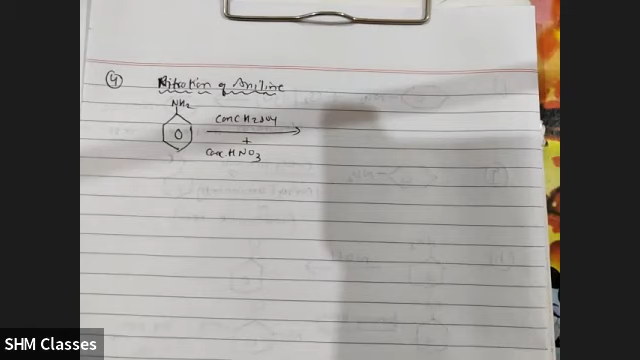 ④ Nitration of Aniline
NH2
conc H2SO4
+
conc. HNO3
SHM Classes